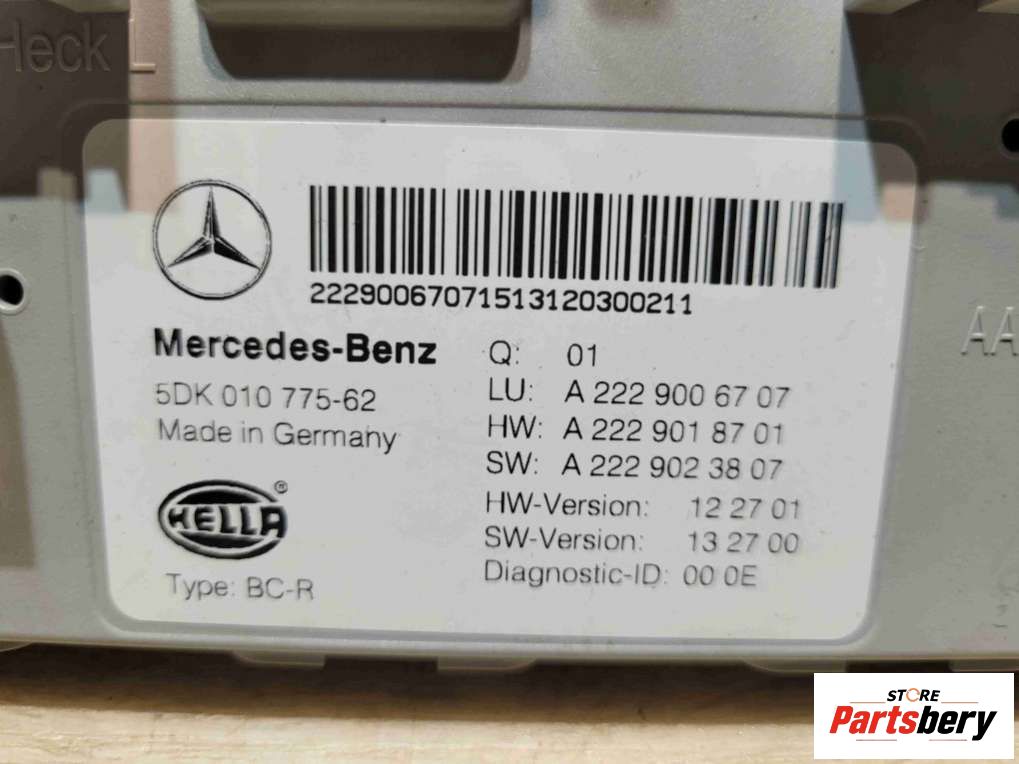 Heck L
22290067071513120300211
Mercedes-Benz
5DK 010 775-62
Made in Germany
HELLA ®
Type: BC-R
Q: 01
LU: A 222 900 67 07
HW: A 222 901 87 01
SW: A 222 902 38 07
HW-Version: 12 27 01
SW-Version: 13 27 00
Diagnostic-ID: 00 0E
AA
STORE
Partsbery